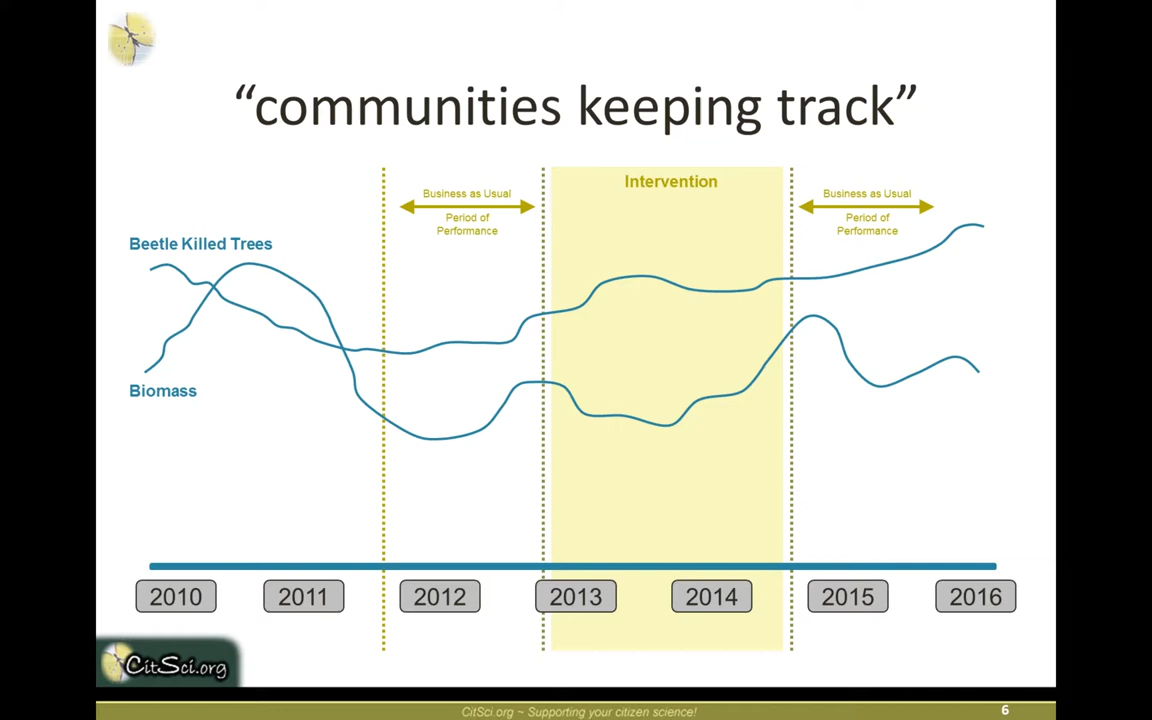 “communities keeping track”
Intervention
Business as Usual
Period of
Performance
Business as Usual
Period of
Performance
Beetle Killed Trees
Biomass
2010
2011
2012
2013
2014
2015
2016
CitSci.org
CitSci.org ~ Supporting your citizen science!
6